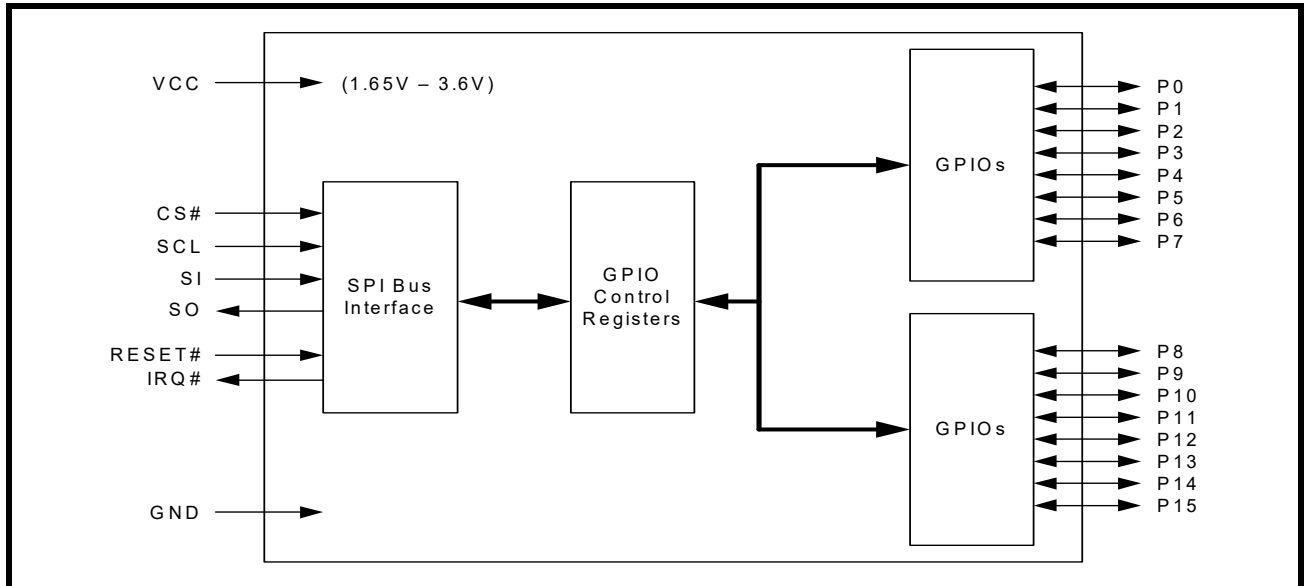 VCC
(1.65V – 3.6V)
CS#
SCL
SI
SO
RESET#
IRQ#
GND
SPI Bus
Interface
GPIO
Control
Registers
GPIOs
P0
P1
P2
P3
P4
P5
P6
P7
GPIOs
P8
P9
P10
P11
P12
P13
P14
P15